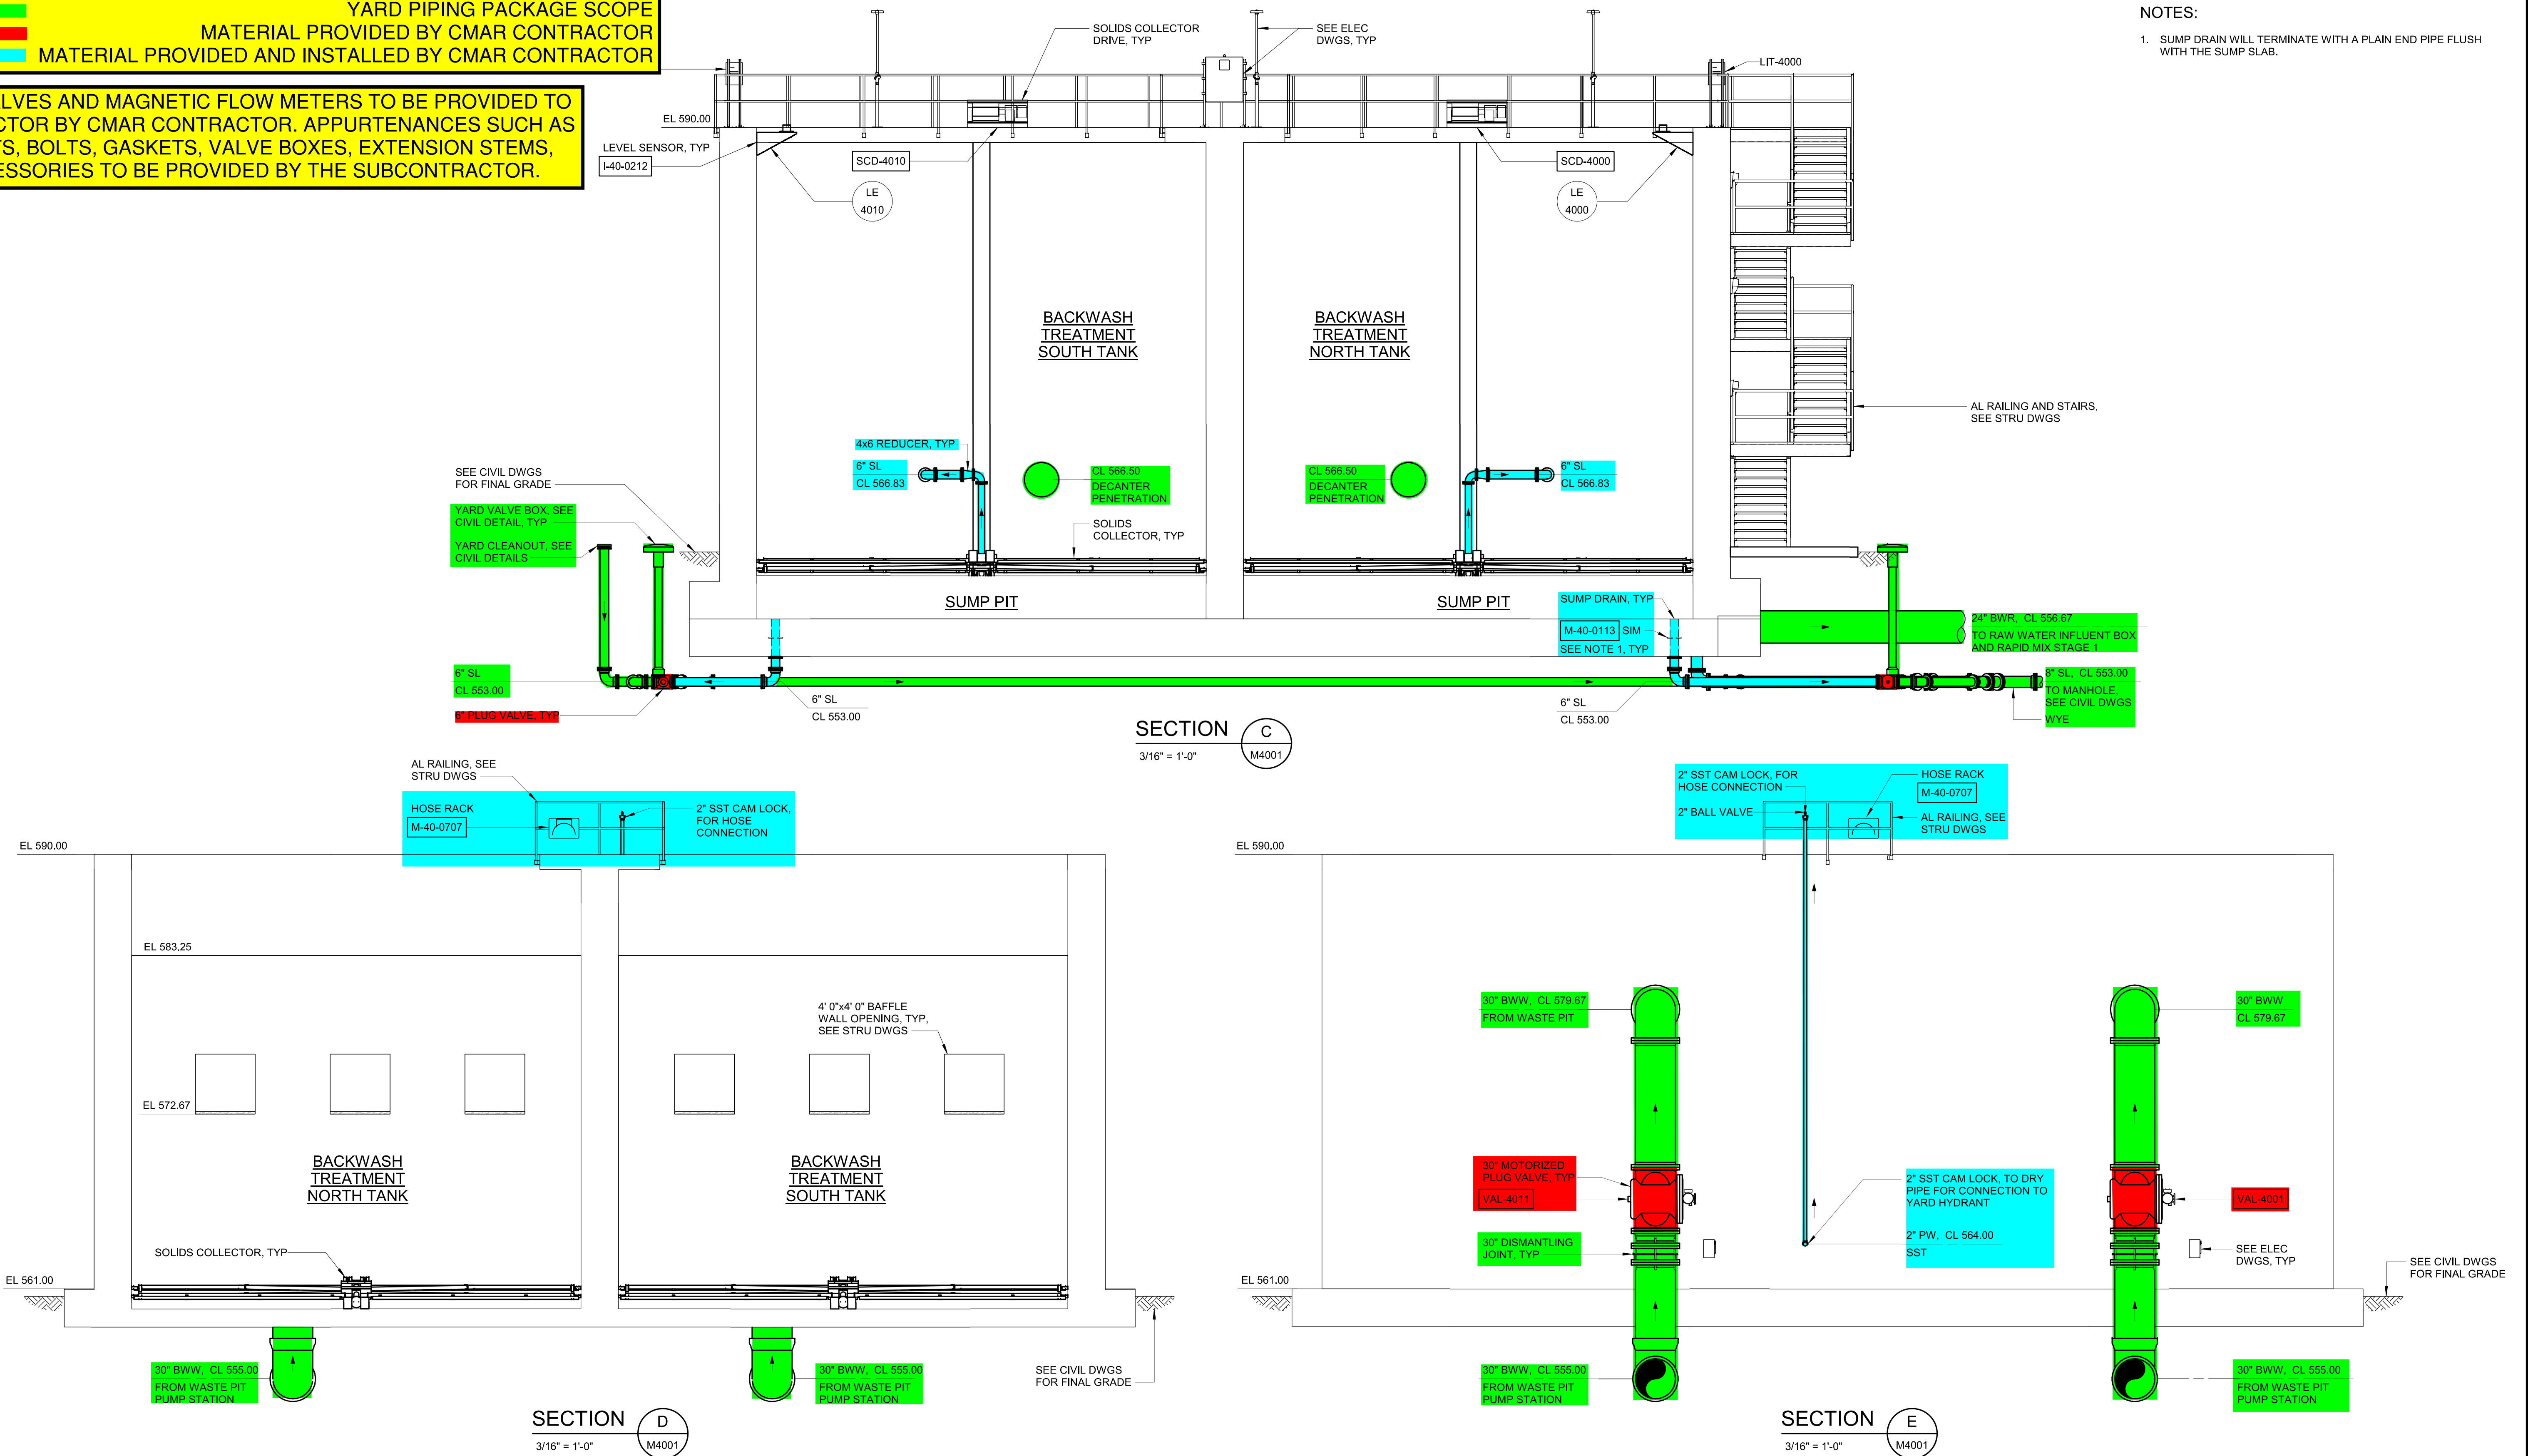 YARD PIPING PACKAGE SCOPE
MATERIAL PROVIDED BY CMAR CONTRACTOR
MATERIAL PROVIDED AND INSTALLED BY CMAR CONTRACTOR
AND MAGNETIC FLOW METERS TO BE PROVIDED TO
BY CMAR CONTRACTOR. APPURTENANCES SUCH AS
BOLTS, GASKETS, VALVE BOXES, EXTENSION STEMS,
TO BE PROVIDED BY THE SUBCONTRACTOR.
NOTES:
1. SUMP DRAIN WILL TERMINATE WITH A PLAIN END PIPE FLUSH
WITH THE SUMP SLAB.
SOLIDS COLLECTOR
DRIVE, TYP
SEE ELEC
DWGS, TYP
LIT-4000
EL 590.00
LEVEL SENSOR, TYP
I-40-0212
SCD-4010
LE
4010
SCD-4000
LE
4000
BACKWASH
TREATMENT
SOUTH TANK
BACKWASH
TREATMENT
NORTH TANK
AL RAILING AND STAIRS,
SEE STRU DWGS
4x6 REDUCER, TYP
6" SL
CL 566.83
CL 566.50
DECANTER
PENETRATION
CL 566.50
DECANTER
PENETRATION
6" SL
CL 566.83
SEE CIVIL DWGS
FOR FINAL GRADE
YARD VALVE BOX, SEE
CIVIL DETAIL, TYP
YARD CLEANOUT, SEE
CIVIL DETAILS
SOLIDS
COLLECTOR, TYP
SUMP PIT
SUMP PIT
SUMP DRAIN, TYP
M-40-0113 SIM
SEE NOTE 1, TYP
24" BWR, CL 556.67
TO RAW WATER INFLUENT BOX
AND RAPID MIX STAGE 1
6" SL
CL 553.00
6" PLUG VALVE, TYP
6" SL
CL 553.00
6" SL
CL 553.00
8" SL, CL 553.00
TO MANHOLE,
SEE CIVIL DWGS
WYE
SECTION C
3/16" = 1'-0" M4001
AL RAILING, SEE
STRU DWGS
HOSE RACK
M-40-0707
2" SST CAM LOCK,
FOR HOSE
CONNECTION
EL 590.00
EL 583.25
4' 0"x4' 0" BAFFLE
WALL OPENING, TYP,
SEE STRU DWGS
EL 572.67
BACKWASH
TREATMENT
NORTH TANK
BACKWASH
TREATMENT
SOUTH TANK
SOLIDS COLLECTOR, TYP
EL 561.00
30" BWW, CL 555.00
FROM WASTE PIT
PUMP STATION
30" BWW, CL 555.00
FROM WASTE PIT
PUMP STATION
SEE CIVIL DWGS
FOR FINAL GRADE
SECTION D
3/16" = 1'-0" M4001
2" SST CAM LOCK, FOR
HOSE CONNECTION
2" BALL VALVE
HOSE RACK
M-40-0707
AL RAILING, SEE
STRU DWGS
EL 590.00
30" BWW, CL 579.67
FROM WASTE PIT
30" BWW
CL 579.67
30" MOTORIZED
PLUG VALVE, TYP
VAL-4011
2" SST CAM LOCK, TO DRY
PIPE FOR CONNECTION TO
YARD HYDRANT
2" PW, CL 564.00
SST
VAL-4001
30" DISMANTLING
JOINT, TYP
SEE ELEC
DWGS, TYP
SEE CIVIL DWGS
FOR FINAL GRADE
EL 561.00
30" BWW, CL 555.00
FROM WASTE PIT
PUMP STATION
30" BWW, CL 555.00
FROM WASTE PIT
PUMP STATION
SECTION E
3/16" = 1'-0" M4001